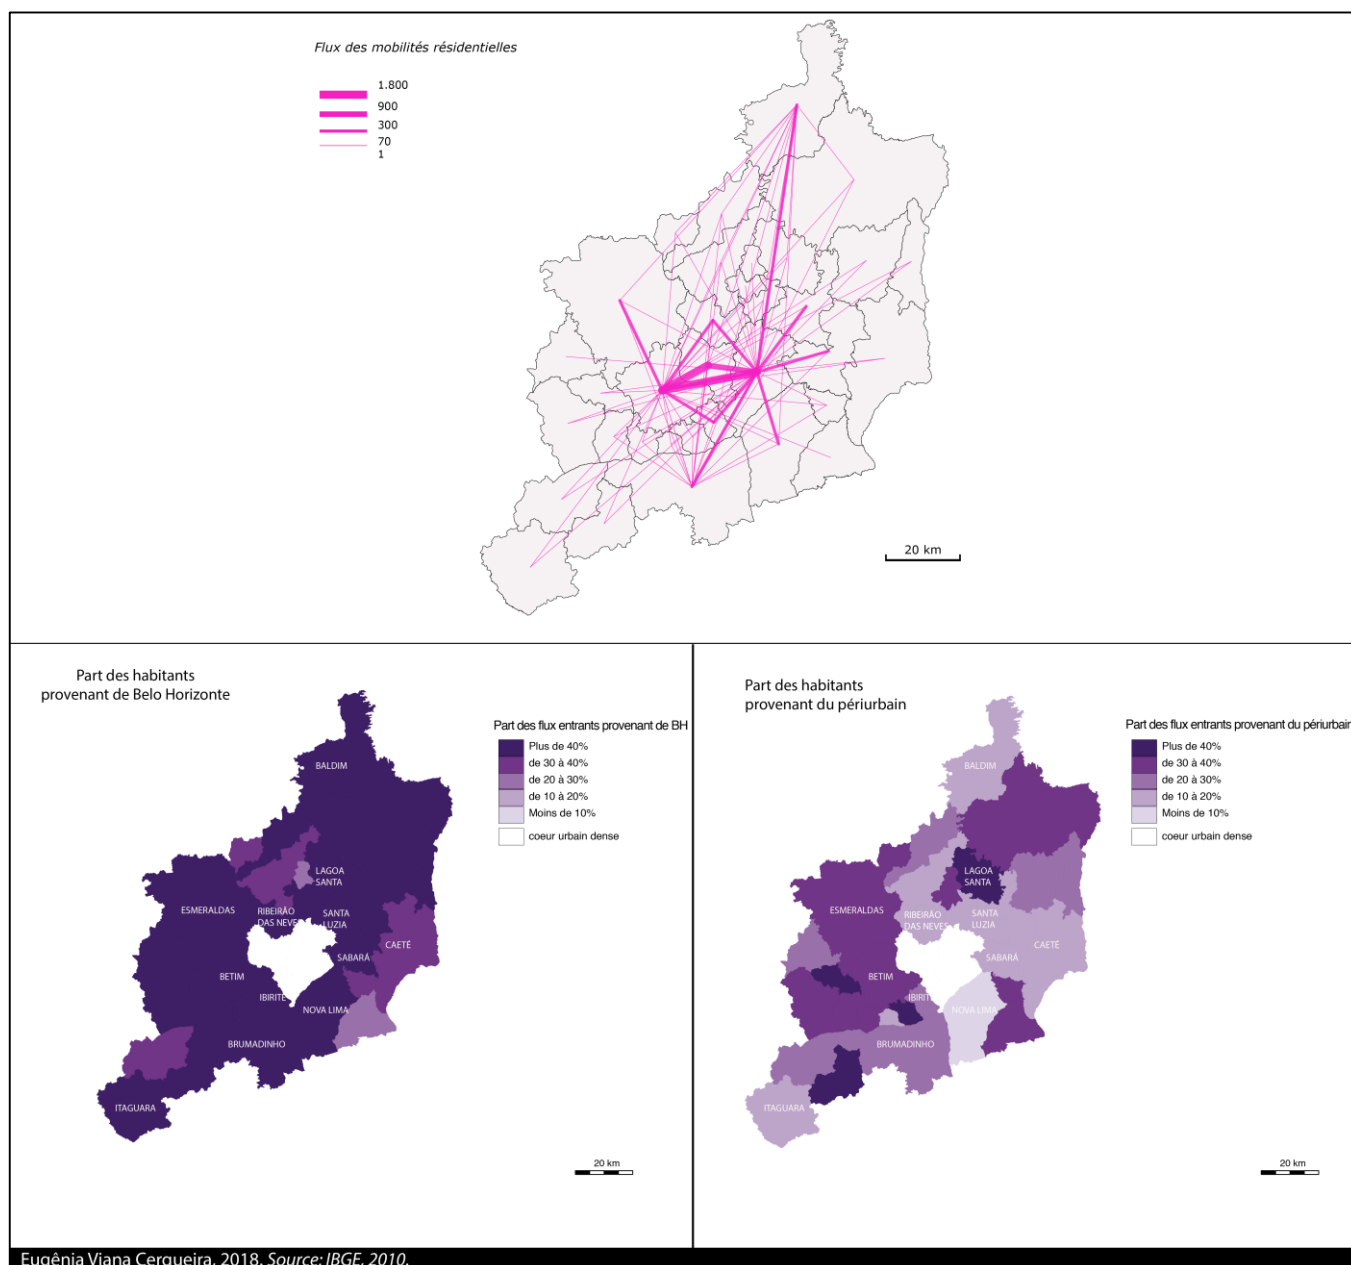 Flux des mobilités résidentielles
1.800
900
300
70
1
20 km
Part des habitants
provenant de Belo Horizonte
Part des flux entrants provenant de BH
Plus de 40%
de 30 à 40%
de 20 à 30%
de 10 à 20%
Moins de 10%
coeur urbain dense
BALDIM
LAGOA
SANTA
ESMERALDAS
RIBEIRÃO
DAS NEVES
SANTA
LUZIA
CAETÉ
SABARÁ
BETIM
IBIRITÉ
NOVA LIMA
BRUMADINHO
ITAGUARA
20 km
Part des habitants
provenant du périurbain
Part des flux entrants provenant du périurbain
Plus de 40%
de 30 à 40%
de 20 à 30%
de 10 à 20%
Moins de 10%
coeur urbain dense
BALDIM
LAGOA
SANTA
ESMERALDAS
RIBEIRÃO
DAS NEVES
SANTA
LUZIA
CAETÉ
SABARÁ
BETIM
IBIRITÉ
NOVA LIMA
BRUMADINHO
ITAGUARA
20 km
Eugênia Viana Cerqueira, 2018. Source: IBGE, 2010.